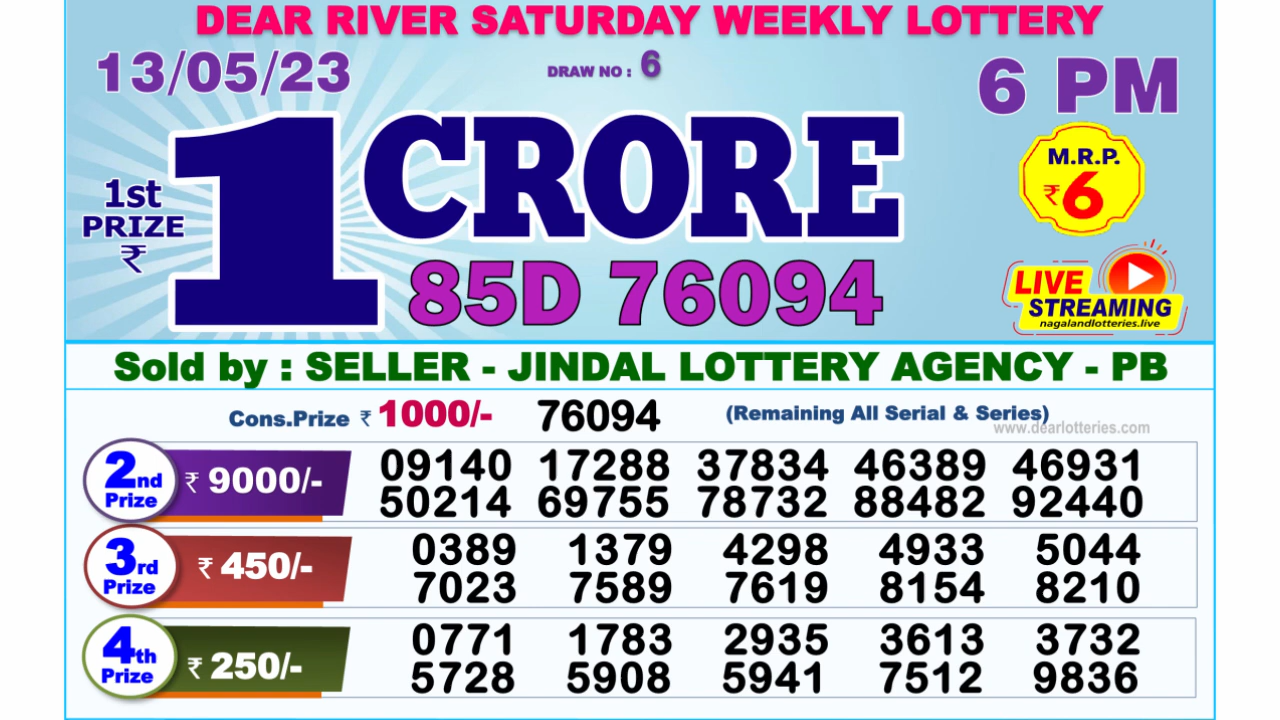 DEAR RIVER SATURDAY WEEKLY LOTTERY
13/05/23
DRAW NO : 6
6 PM
1st
PRIZE
₹
1 CRORE
M.R.P.
₹6
85D 76094
LIVE
STREAMING
nagalandlotteries.live
Sold by : SELLER - JINDAL LOTTERY AGENCY - PB
Cons.Prize ₹ 1000/- 76094 (Remaining All Serial & Series)
www.dearlotteries.com
2nd
Prize
₹ 9000/-
09140 17288 37834 46389 46931
50214 69755 78732 88482 92440
3rd
Prize
₹ 450/-
0389 1379 4298 4933 5044
7023 7589 7619 8154 8210
4th
Prize
₹ 250/-
0771 1783 2935 3613 3732
5728 5908 5941 7512 9836